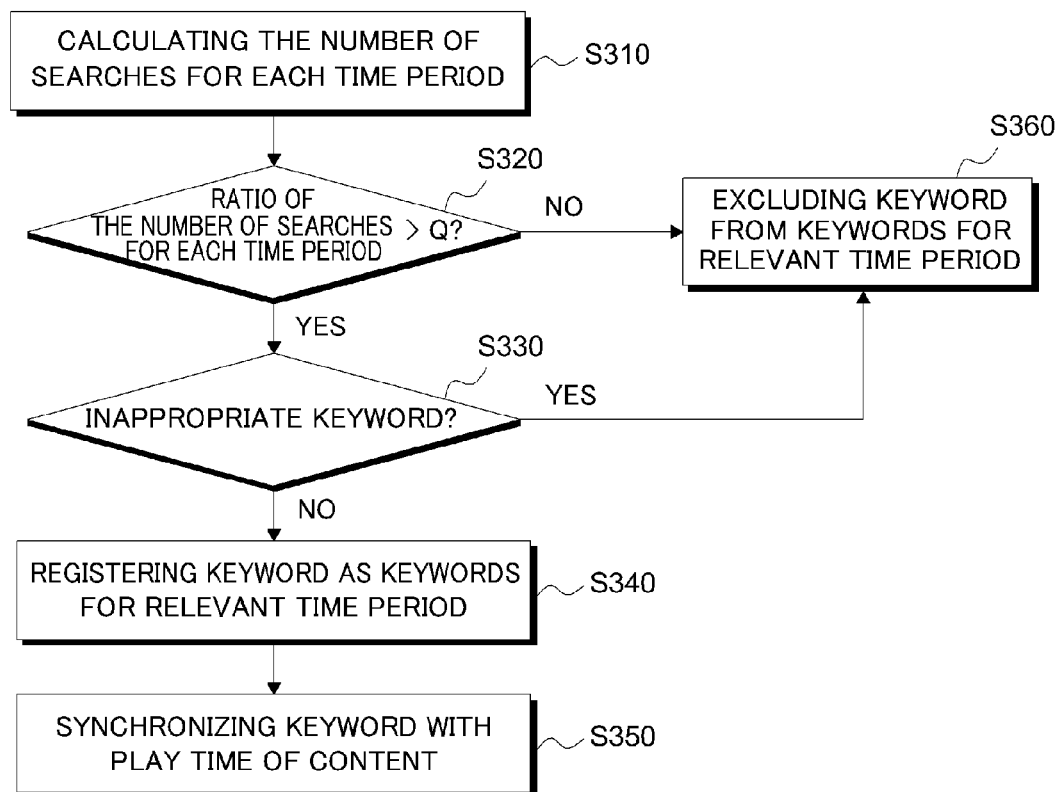 CALCULATING THE NUMBER OF
SEARCHES FOR EACH TIME PERIOD
S310
S320
RATIO OF
THE NUMBER OF SEARCHES > Q?
FOR EACH TIME PERIOD
NO
S360
EXCLUDING KEYWORD
FROM KEYWORDS FOR
RELEVANT TIME PERIOD
YES
S330
INAPPROPRIATE KEYWORD?
YES
NO
REGISTERING KEYWORD AS KEYWORDS
FOR RELEVANT TIME PERIOD
S340
SYNCHRONIZING KEYWORD WITH
PLAY TIME OF CONTENT
S350